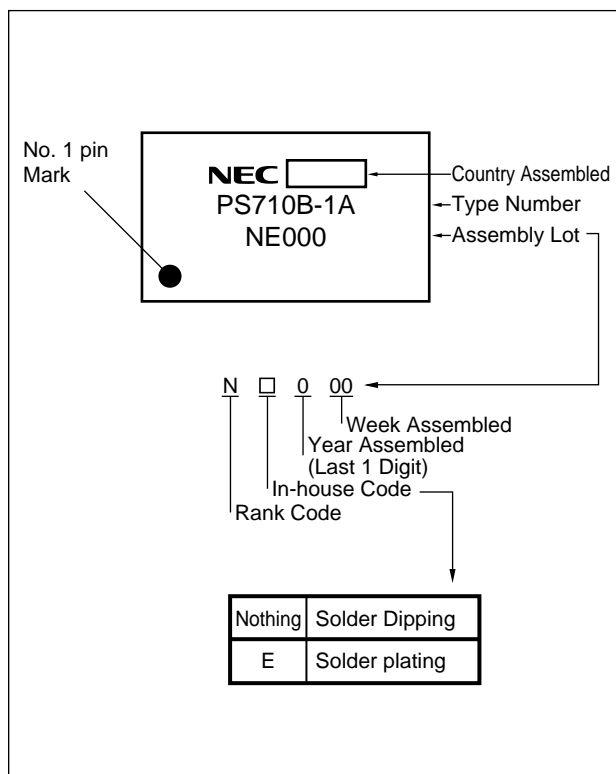 No. 1 pin
Mark
NEC
Country Assembled
PS710B-1A
Type Number
NE000
Assembly Lot
N 0 00
Week Assembled
Year Assembled
(Last 1 Digit)
In-house Code
Rank Code
Nothing Solder Dipping
E Solder plating